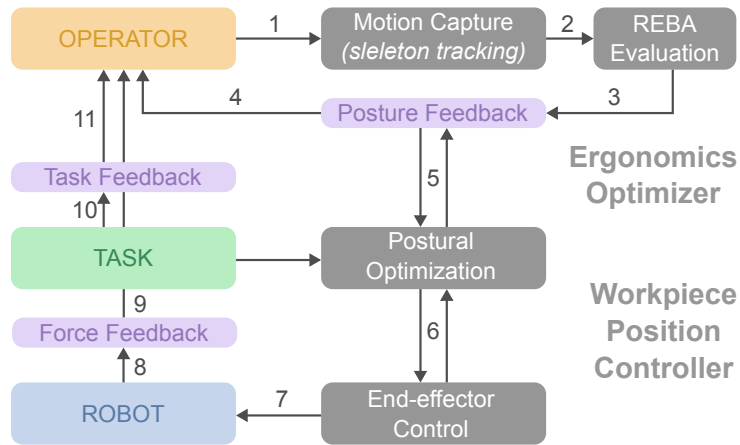 OPERATOR
1
Motion Capture
(sleleton tracking)
2
REBA
Evaluation
11
4
Posture Feedback
3
Task Feedback
5
Ergonomics
Optimizer
10
TASK
Postural
Optimization
9
Force Feedback
6
Workpiece
Position
Controller
8
ROBOT
7
End-effector
Control